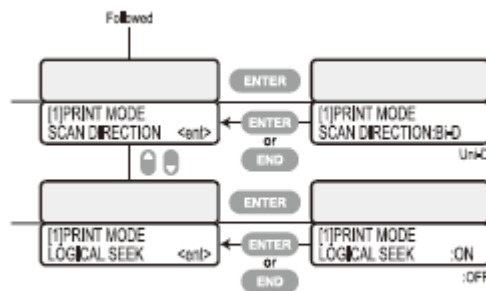 Followed
ENTER
[1]PRINT MODE
SCAN DIRECTION <ent>
ENTER
or
END
[1]PRINT MODE
SCAN DIRECTION:Bi-D
ENTER
[1]PRINT MODE
LOGICAL SEEK <ent>
ENTER
or
END
[1]PRINT MODE
LOGICAL SEEK :ON